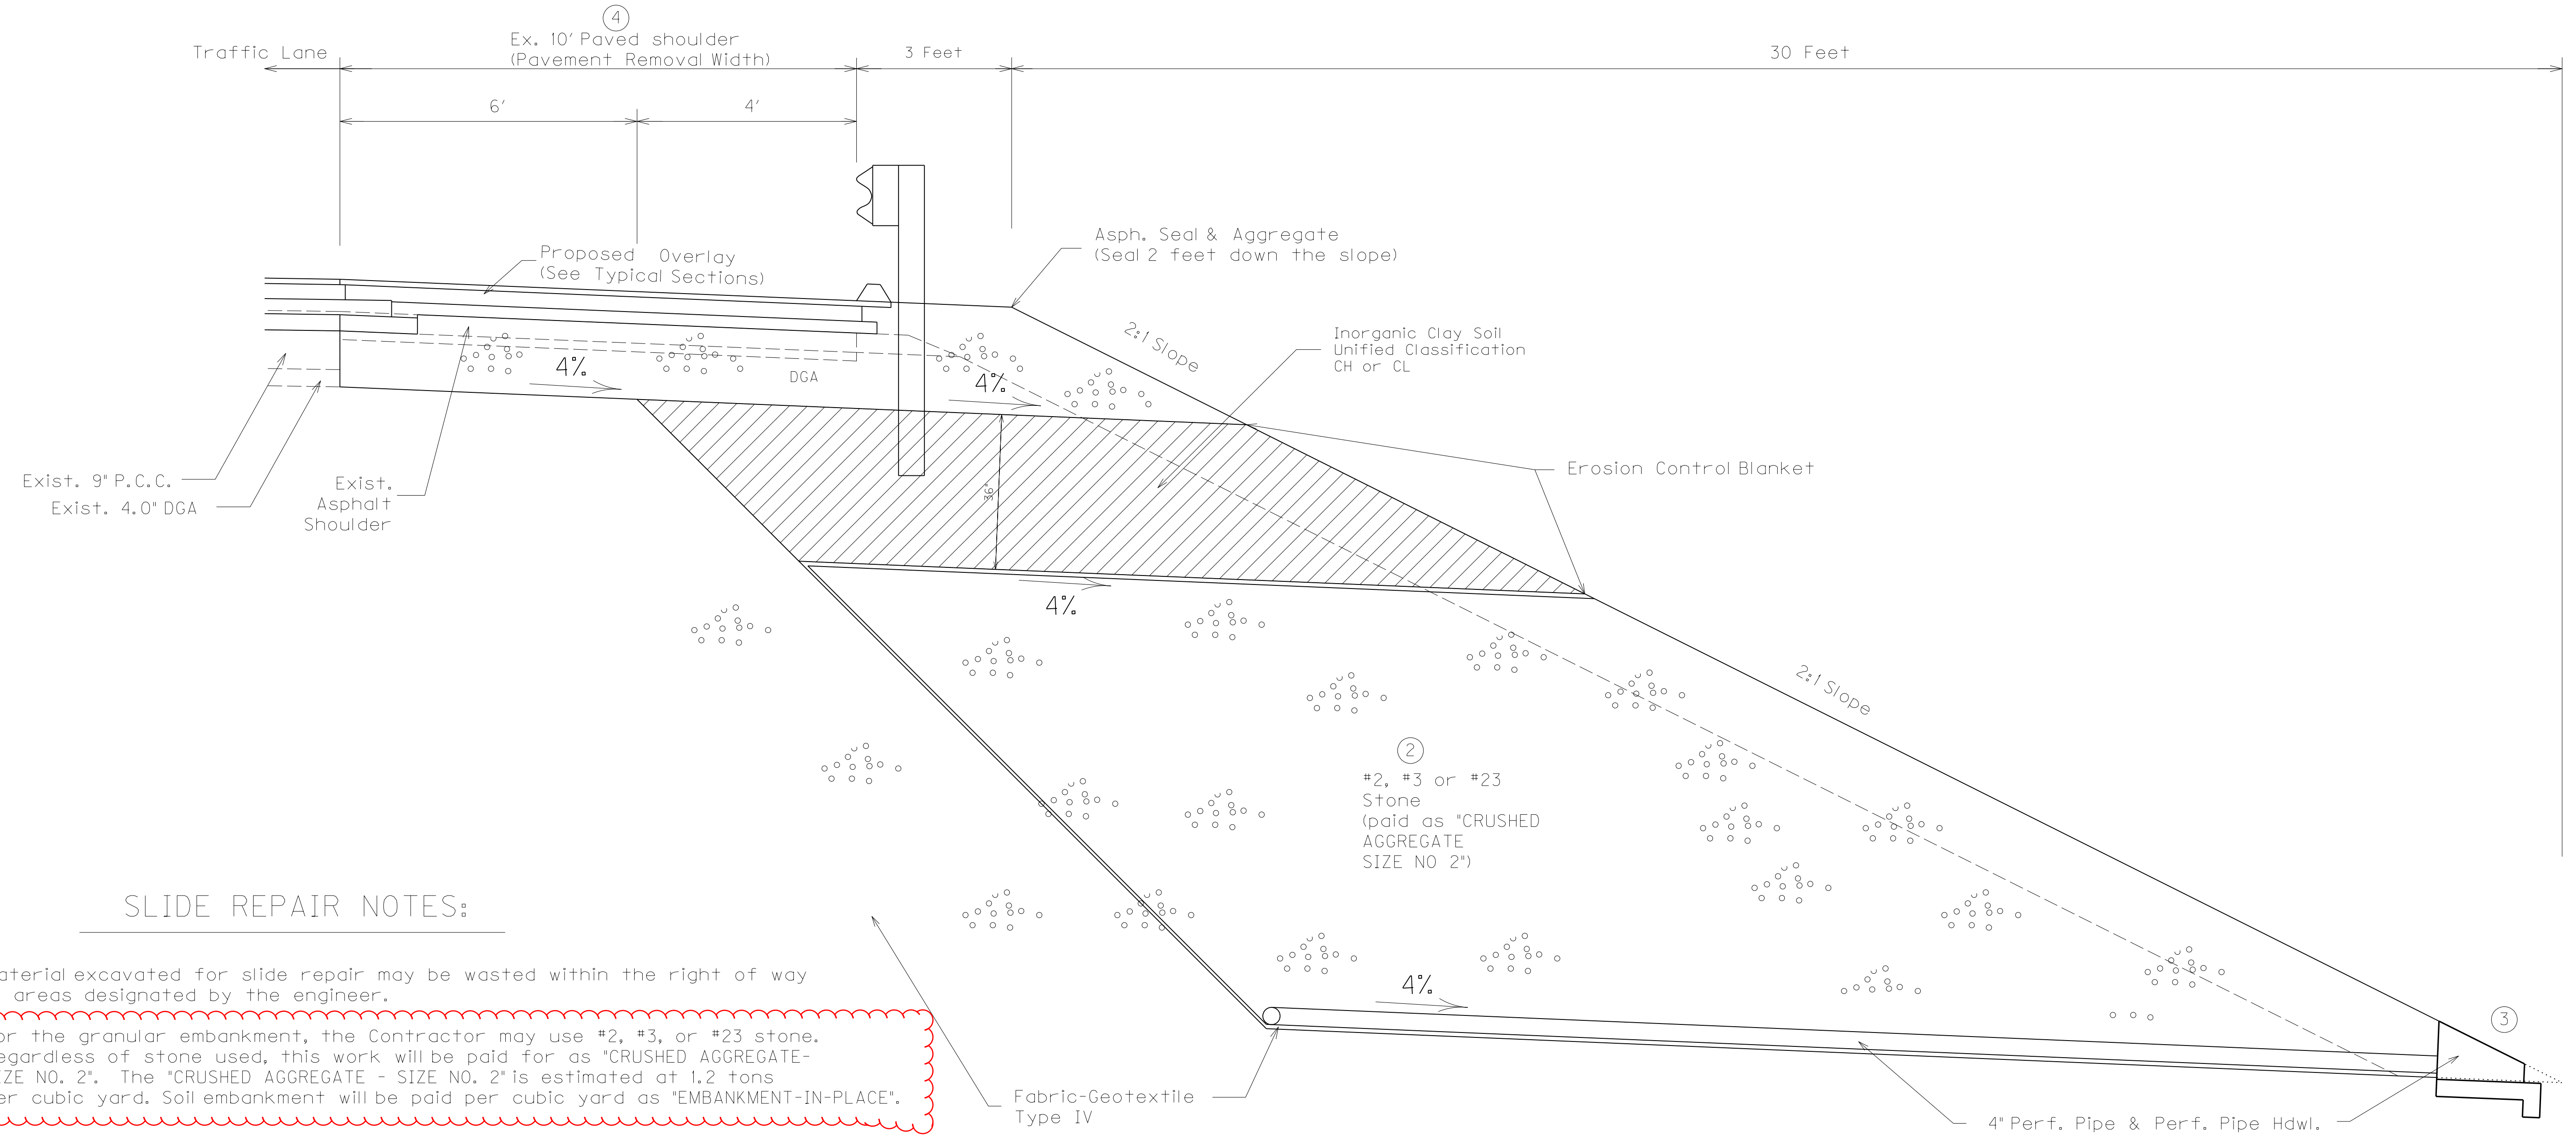 4
Traffic Lane
Ex. 10' Paved shoulder
(Pavement Removal Width)
3 Feet
30 Feet
6'
4'
Proposed Overlay
(See Typical Sections)
Asph. Seal & Aggregate
(Seal 2 feet down the slope)
2:1 Slope
Inorganic Clay Soil
Unified Classification
CH or CL
4%
DGA
4%
Exist. 9" P.C.C.
Exist. 4.0" DGA
Exist.
Asphalt
Shoulder
36"
Erosion Control Blanket
4%
2:1 Slope
2
#2, #3 or #23
Stone
(paid as "CRUSHED
AGGREGATE
SIZE NO 2")
4%
3
Fabric-Geotextile
Type IV
4" Perf. Pipe & Perf. Pipe Hdwl.
SLIDE REPAIR NOTES:
aterial excavated for slide repair may be wasted within the right of way
areas designated by the engineer.
or the granular embankment, the Contractor may use #2, #3, or #23 stone.
egardless of stone used, this work will be paid for as "CRUSHED AGGREGATE-
IZE NO. 2". The "CRUSHED AGGREGATE - SIZE NO. 2" is estimated at 1.2 tons
er cubic yard. Soil embankment will be paid per cubic yard as "EMBANKMENT-IN-PLACE".